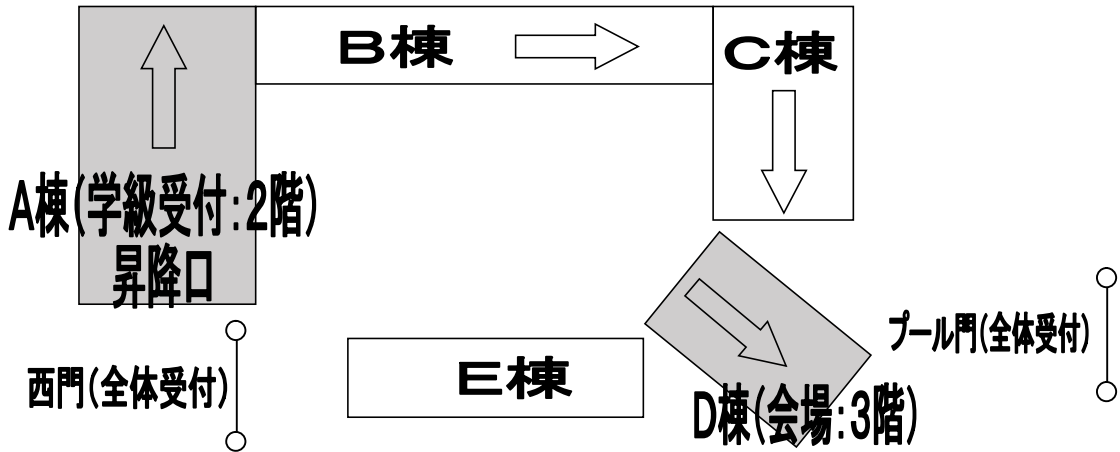 B棟
C棟
A棟(学級受付:2階)
昇降口
プール門(全体受付)
西門(全体受付)
E棟
D棟(会場:3階)